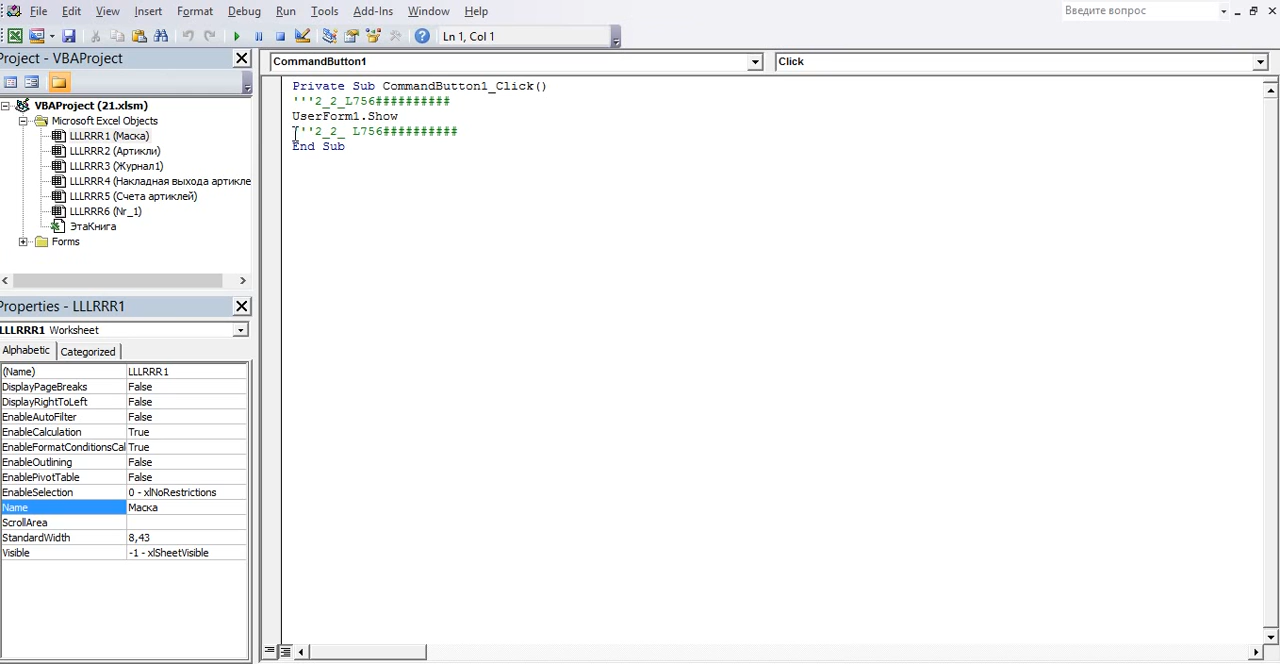 File Edit View Insert Format Debug Run Tools Add-Ins Window Help Введите вопрос
Ln 1, Col 1
Project - VBAProject
CommandButton1 Click
VBAProject (21.xlsm)
Microsoft Excel Objects
LLLRRR1 (Маска)
LLLRRR2 (Артикли)
LLLRRR3 (Журнал1)
LLLRRR4 (Накладная выхода артикле
LLLRRR5 (Счета артиклей)
LLLRRR6 (Nr_1)
ЭтаКнига
Forms
Private Sub CommandButton1_Click()
'''2_2_L756##########
UserForm1.Show
'''2_2_ L756##########
End Sub
Properties - LLLRRR1
LLLRRR1 Worksheet
Alphabetic Categorized
(Name) LLLRRR1
DisplayPageBreaks False
DisplayRightToLeft False
EnableAutoFilter False
EnableCalculation True
EnableFormatConditionsCal True
EnableOutlining False
EnablePivotTable False
EnableSelection 0 - xlNoRestrictions
Name Маска
ScrollArea
StandardWidth 8,43
Visible -1 - xlSheetVisible